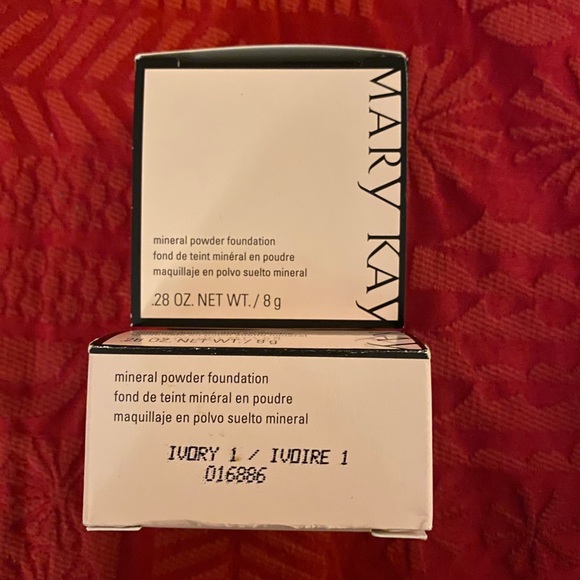 MARY KAY
mineral powder foundation
fond de teint minéral en poudre
maquillaje en polvo suelto mineral
.28 OZ. NET WT. / 8 g
.28 OZ. NET WT. / 8 g
mineral powder foundation
fond de teint minéral en poudre
maquillaje en polvo suelto mineral
IVORY 1 / IVOIRE 1
016886